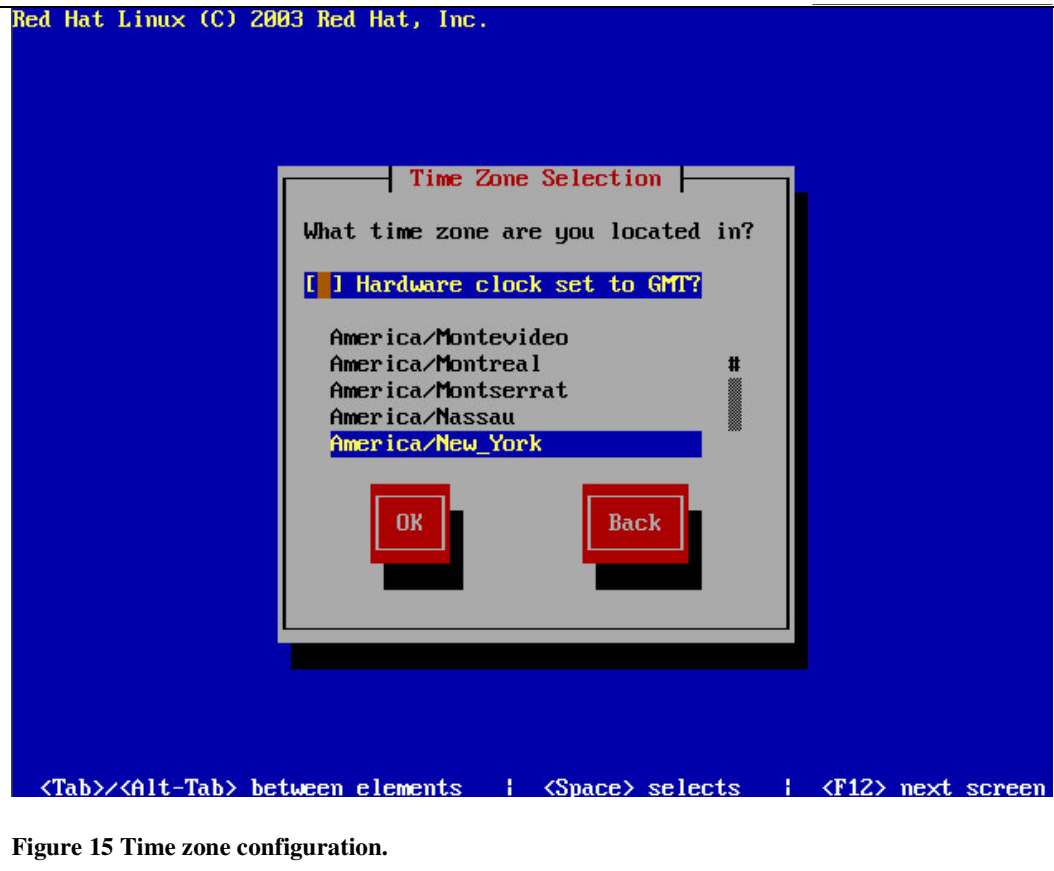 Red Hat Linux (C) 2003 Red Hat, Inc.
Time Zone Selection
What time zone are you located in?
[ ] Hardware clock set to GMT?
America/Montevideo
America/Montreal #
America/Montserrat
America/Nassau
America/New_York
OK Back
<Tab>/<Alt-Tab> between elements | <Space> selects | <F12> next screen
Figure 15 Time zone configuration.